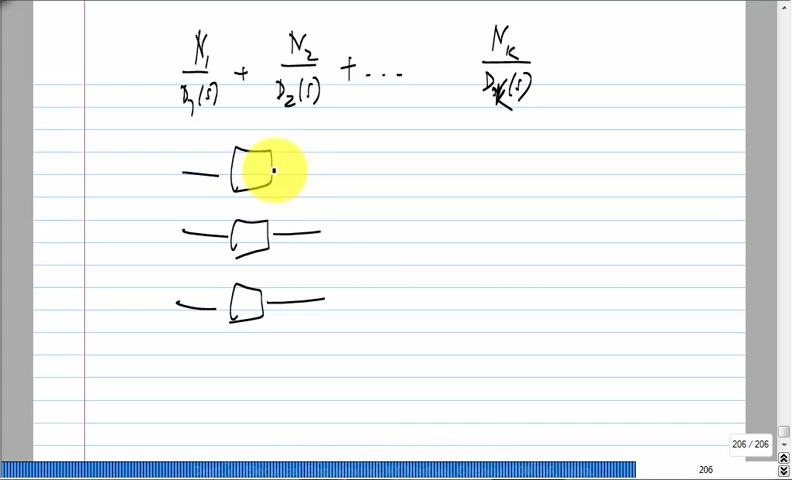 N₁/D₁(s) + N₂/D₂(s) + ... Nₖ/Dₖ(s)
206 / 206
206